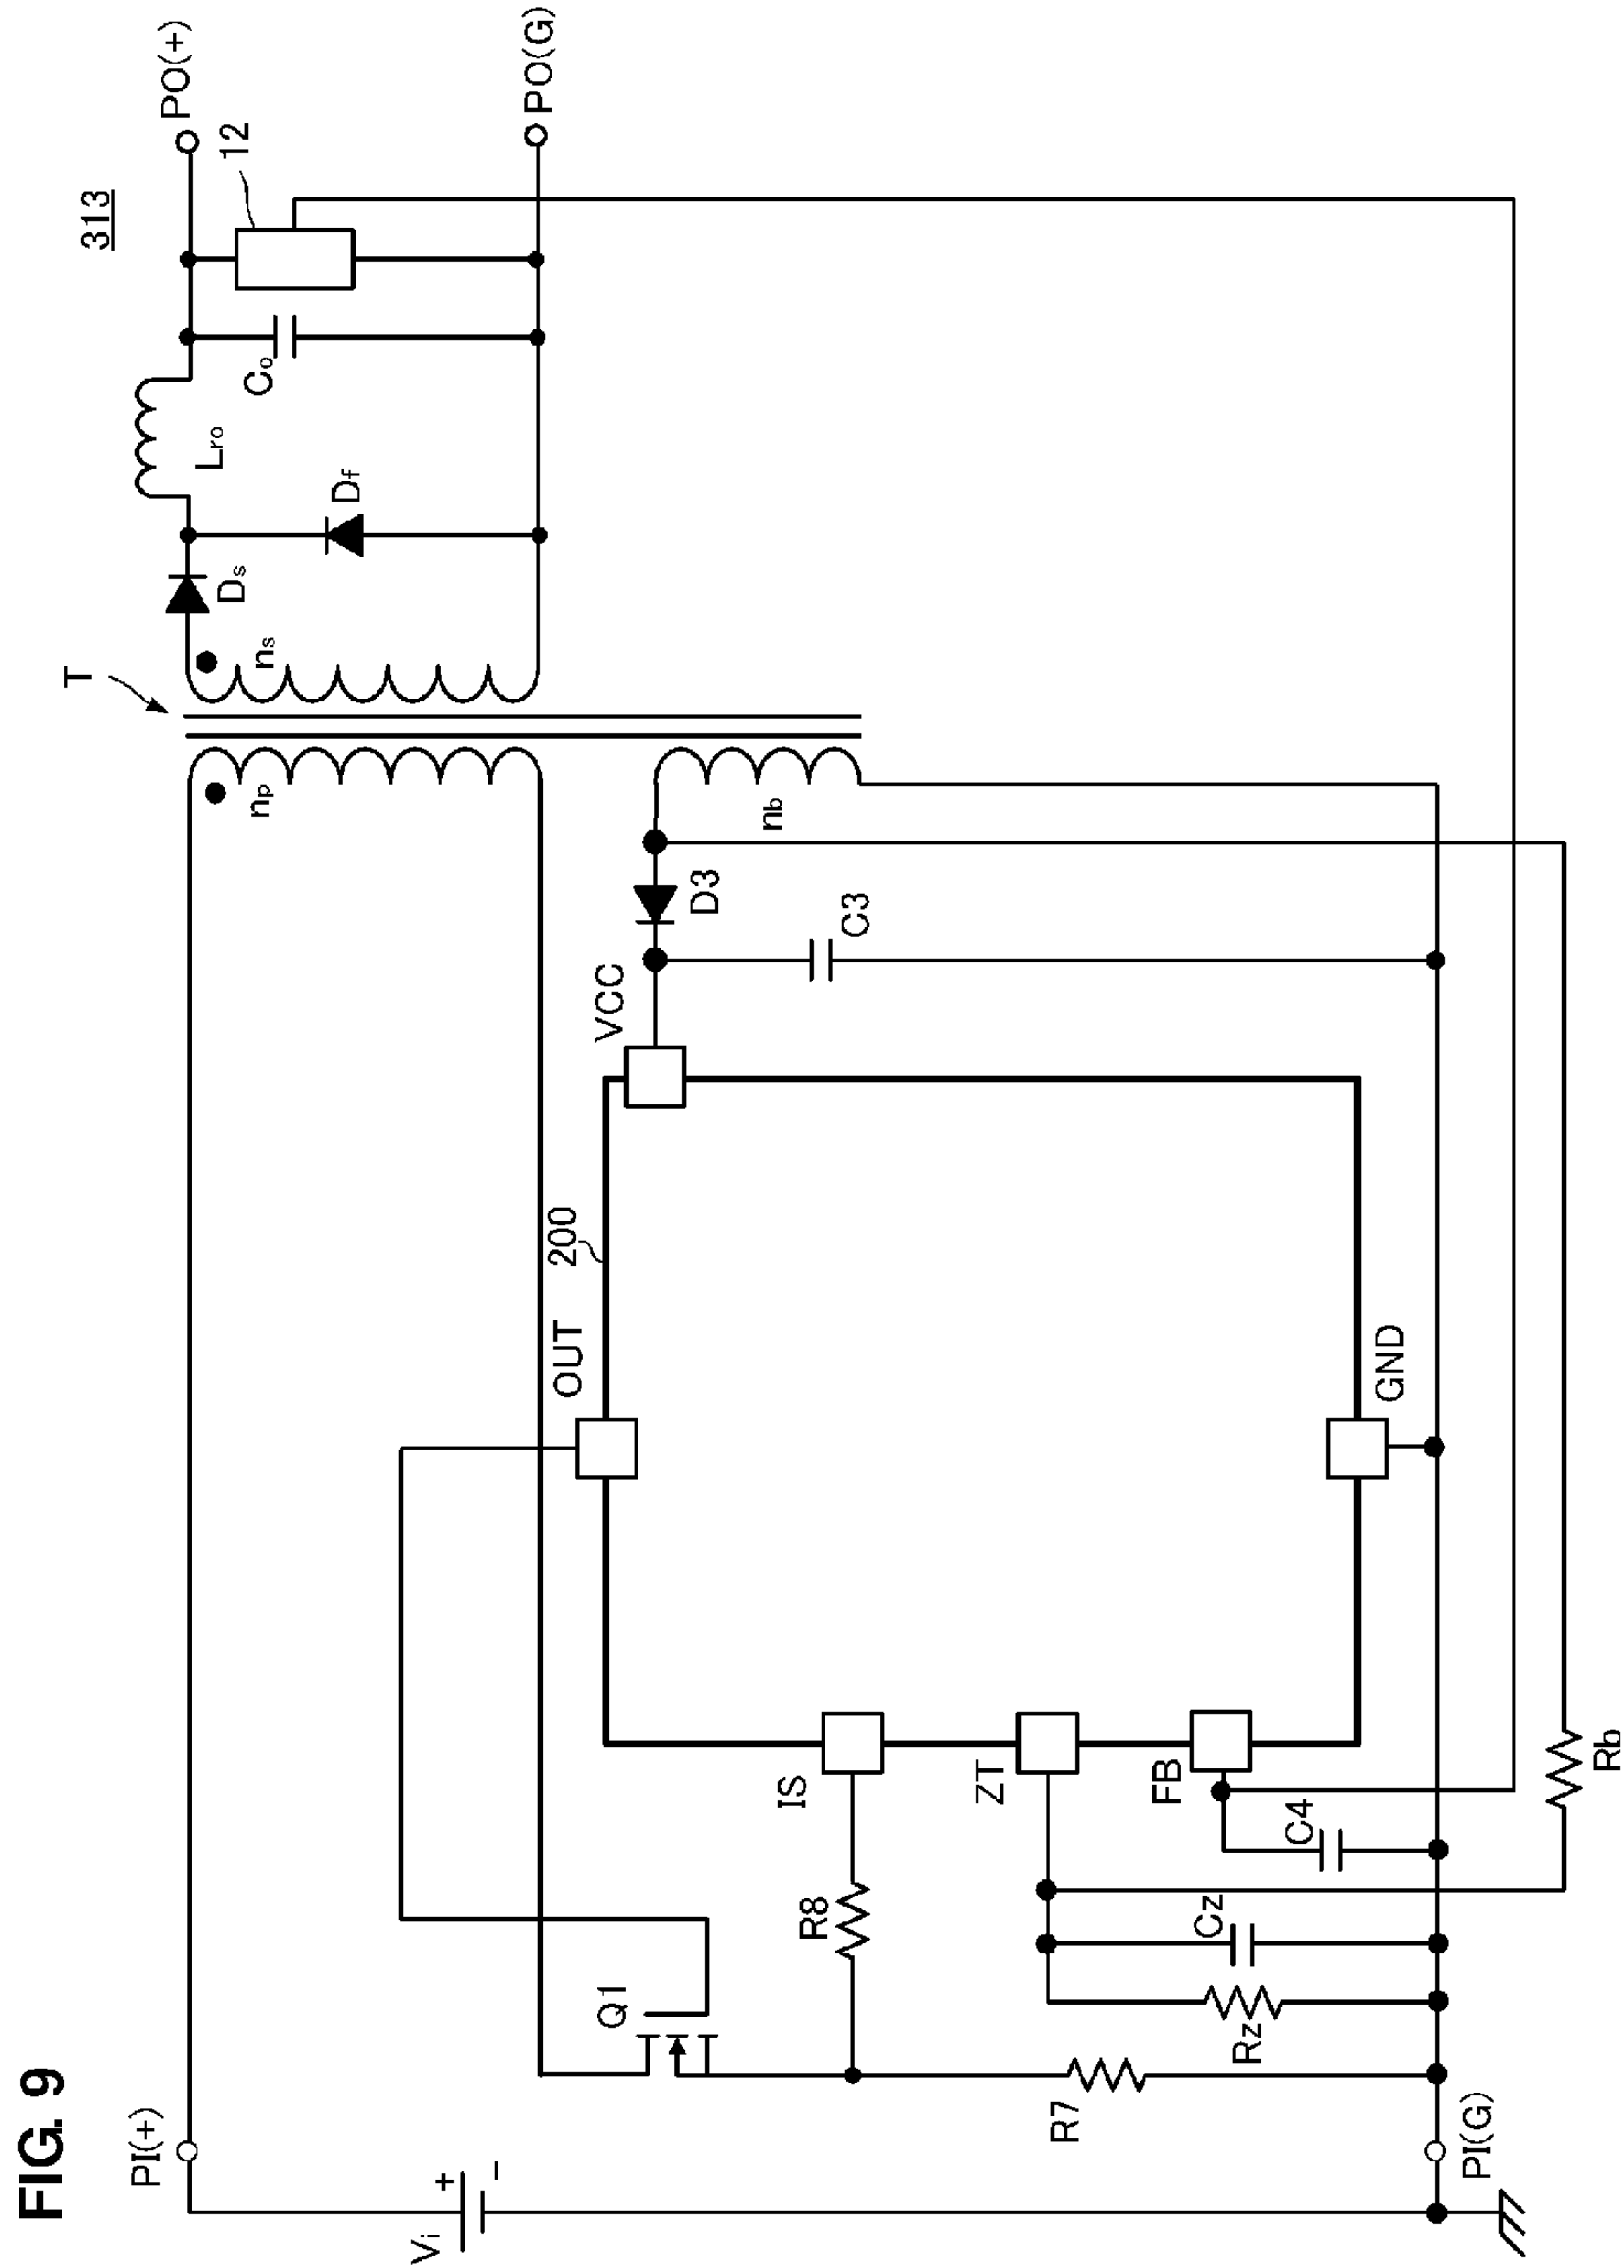 FIG. 9
313
T
PO(+)
PO(G)
12
Lro
Co
Ds
Df
ns
np
nb
D3
C3
VCC
200
OUT
GND
IS
ZT
FB
R8
C4
Cz
Rz
Rb
Q1
R7
PI(+)
PI(G)
Vi
+
−